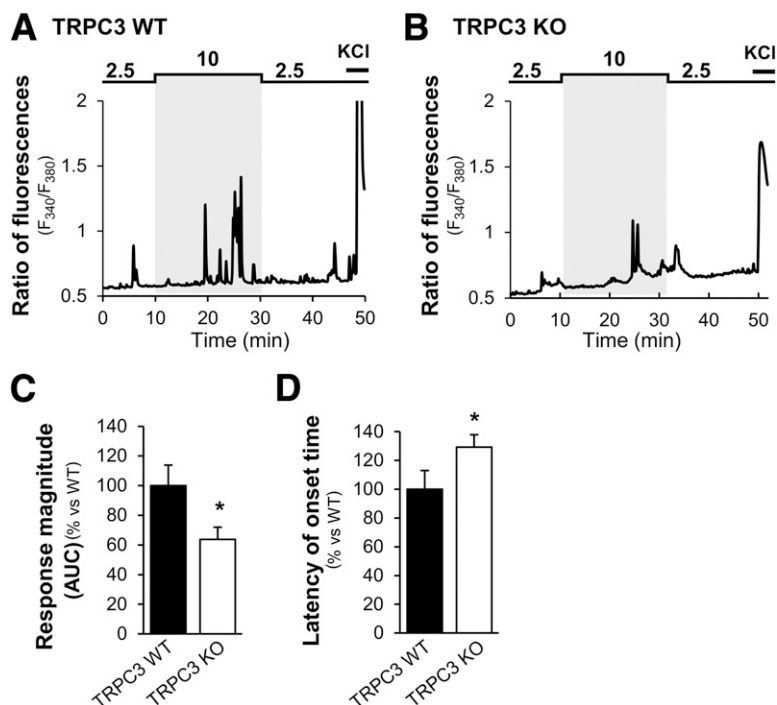 A TRPC3 WT
2.5 10 2.5 KCl
Ratio of fluorescences
(F340/F380)
2
1.5
1
0.5
0 10 20 30 40 50
Time (min)
B TRPC3 KO
2.5 10 2.5 KCl
Ratio of fluorescences
(F340/F380)
2
1.5
1
0.5
0 10 20 30 40 50
Time (min)
C
Response magnitude
(AUC) (% vs WT)
140
120
100
80
60
40
20
0
*
TRPC3 WT
TRPC3 KO
D
Latency of onset time
(% vs WT)
140
120
100
80
60
40
20
0
*
TRPC3 WT
TRPC3 KO